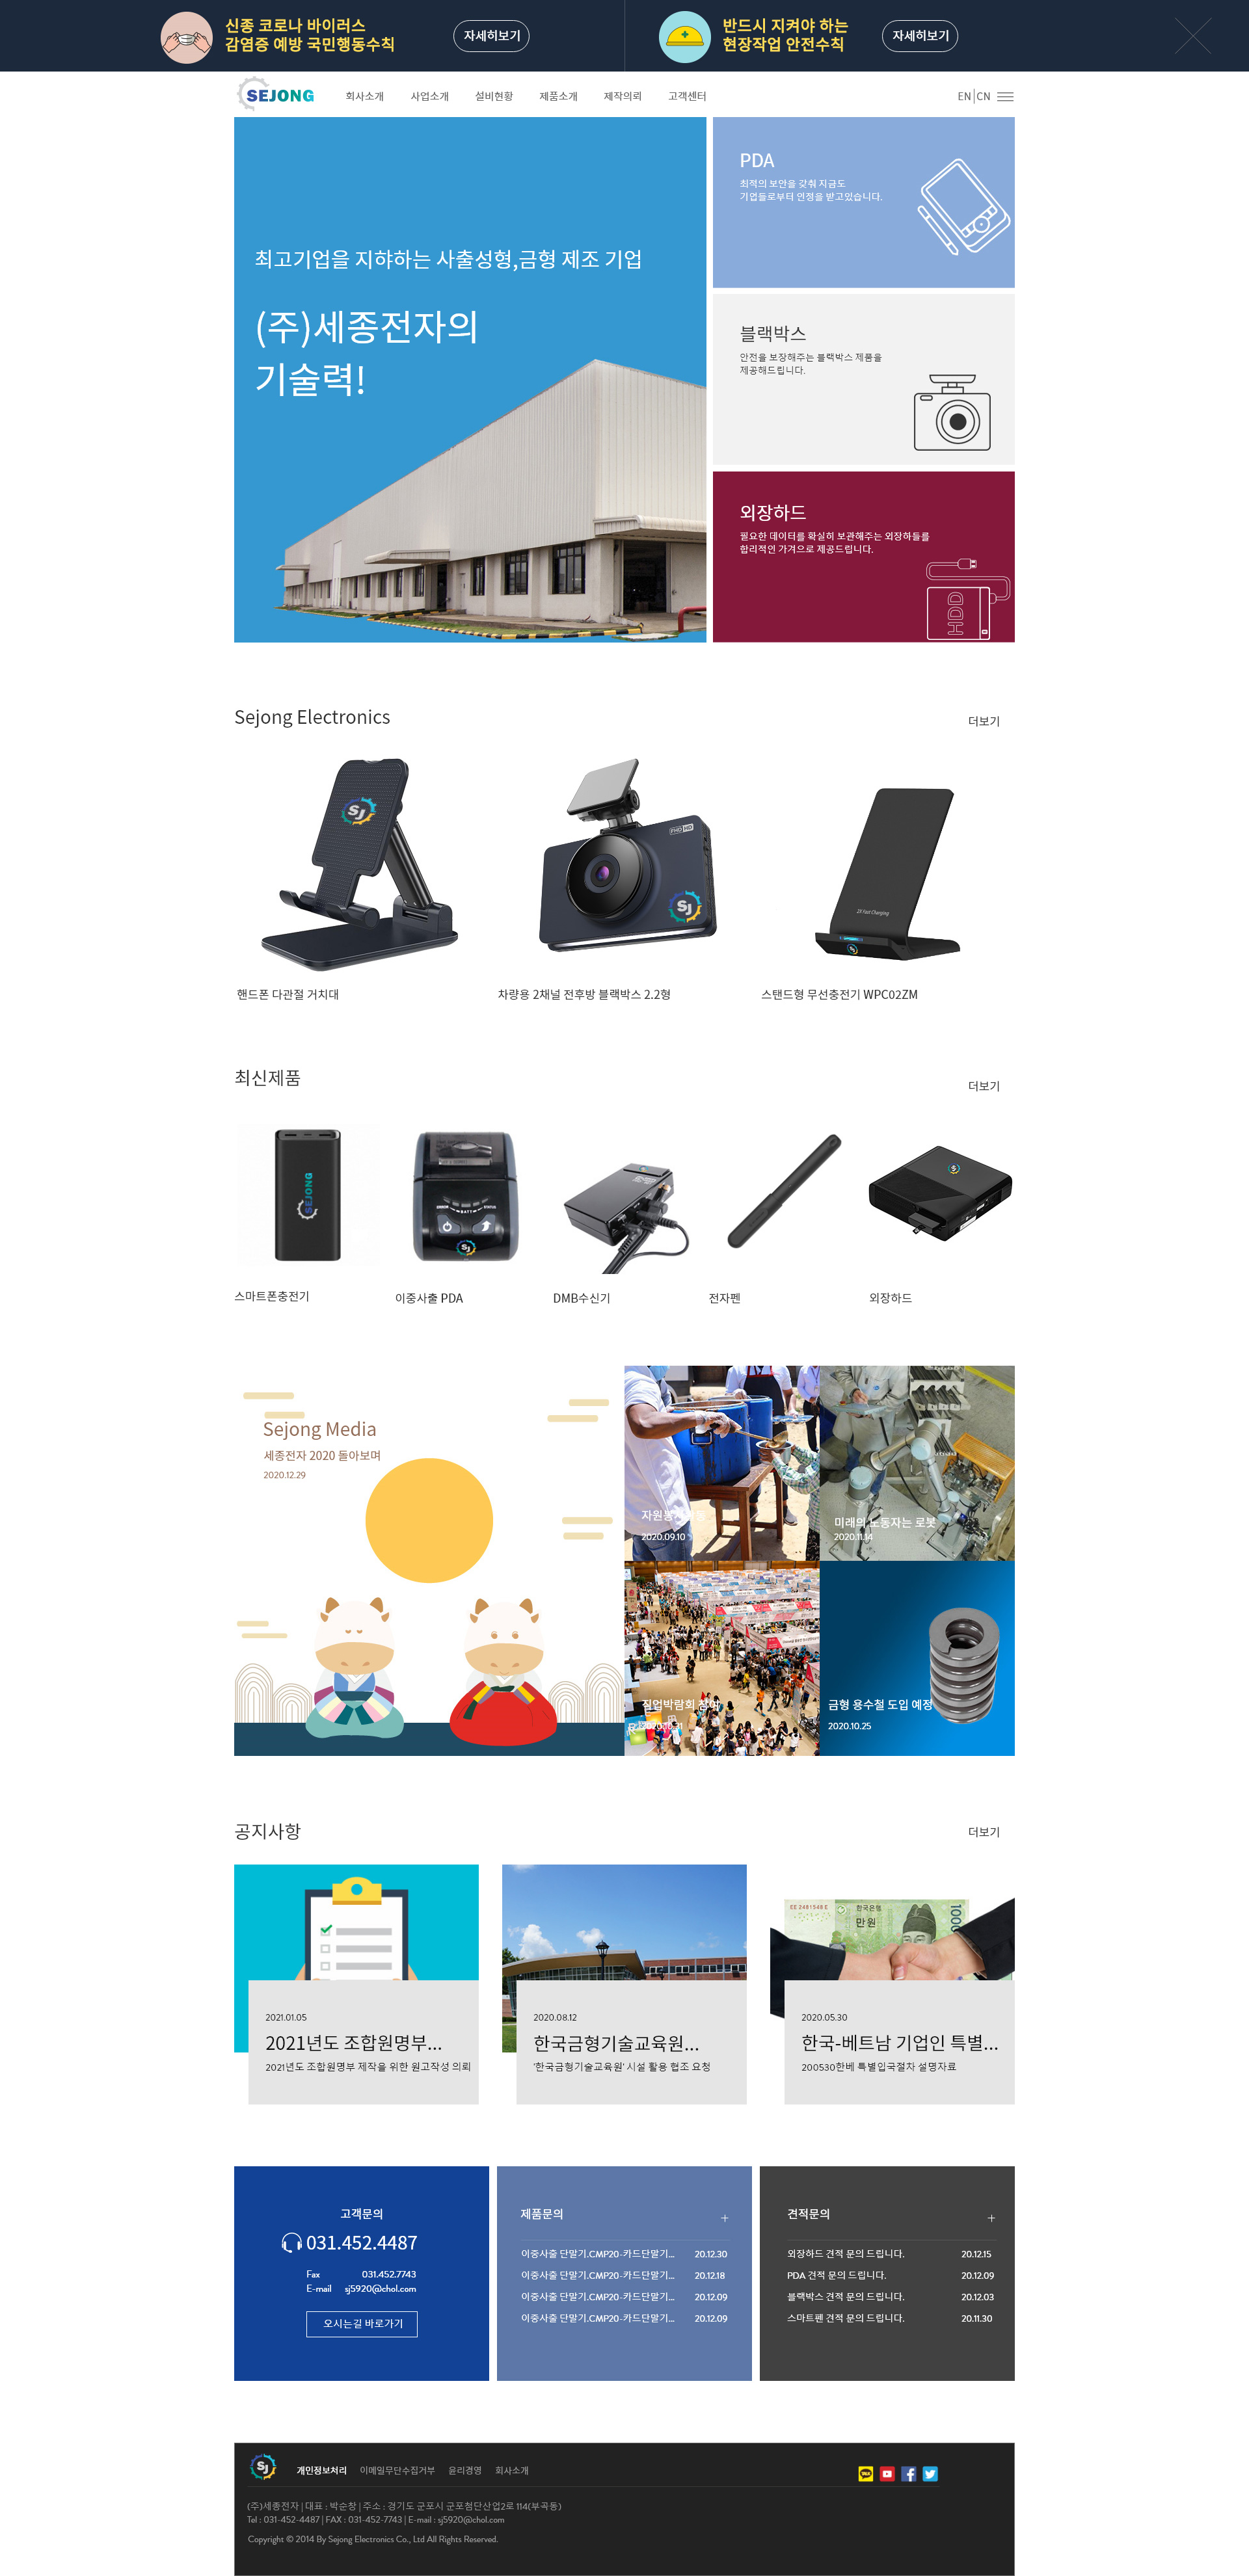 신종 코로나 바이러스
감염증 예방 국민행동수칙
자세히보기
반드시 지켜야 하는
현장작업 안전수칙
자세히보기
SEJONG
회사소개 사업소개 설비현황 제품소개 제작의뢰 고객센터
EN CN
최고기업을 지햐하는 사출성형,금형 제조 기업
(주)세종전자의
기술력!
PDA
최적의 보안을 갖춰 지금도
기업들로부터 인정을 받고있습니다.
블랙박스
안전을 보장해주는 블랙박스 제품을
제공해드립니다.
외장하드
필요한 데이터를 확실히 보관해주는 외장하들를
합리적인 가격으로 제공드립니다.
HDD
Sejong Electronics
더보기
SJ
FHD HD
SJ
2X Fast Charging
핸드폰 다관절 거치대
차량용 2채널 전후방 블랙박스 2.2형
스탠드형 무선충전기 WPC02ZM
최신제품
더보기
SEJONG
BATT
SJ
스마트폰충전기
이중사출 PDA
DMB수신기
전자펜
외장하드
Sejong Media
세종전자 2020 돌아보며
2020.12.29
2020.09.10
미래의 노동자는 로봇
2020.11.14
직업박람회 참여
2020.10.31
금형 용수철 도입 예정
2020.10.25
공지사항
더보기
EE 2481548 E
한국은행
만원
2021.01.05
2021년도 조합원명부...
2021년도 조합원명부 제작을 위한 원고작성 의뢰
2020.08.12
한국금형기술교육원...
'한국금형기술교육원' 시설 활용 협조 요청
2020.05.30
한국-베트남 기업인 특별...
200530한베 특별입국절차 설명자료
고객문의
031.452.4487
Fax 031.452.7743
E-mail sj5920@chol.com
오시는길 바로가기
제품문의
+
이중사출 단말기.CMP20-카드단말기... 20.12.30
이중사출 단말기.CMP20-카드단말기... 20.12.18
이중사출 단말기.CMP20-카드단말기... 20.12.09
이중사출 단말기.CMP20-카드단말기... 20.12.09
견적문의
+
외장하드 견적 문의 드립니다. 20.12.15
PDA 견적 문의 드립니다. 20.12.09
블랙박스 견적 문의 드립니다. 20.12.03
스마트펜 견적 문의 드립니다. 20.11.30
SJ
개인정보처리 이메일무단수집거부 윤리경영 회사소개
(주)세종전자 | 대표 : 박순창 | 주소 : 경기도 군포시 군포첨단산업2로 114(부곡동)
Tel : 031-452-4487 | FAX : 031-452-7743 | E-mail : sj5920@chol.com
Copyright © 2014 By Sejong Electronics Co., Ltd All Rights Reserved.